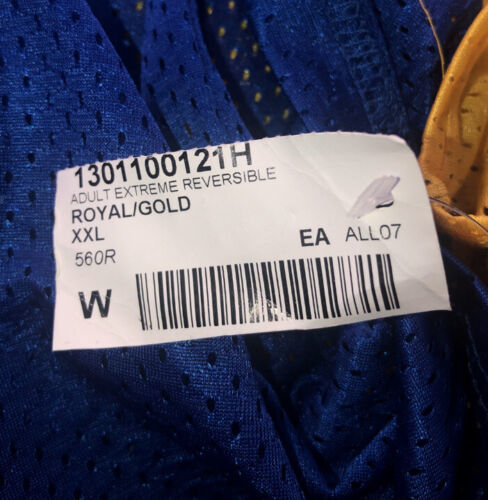 1301100121H
ADULT EXTREME REVERSIBLE
ROYAL/GOLD
XXL
560R
EA ALL07
W